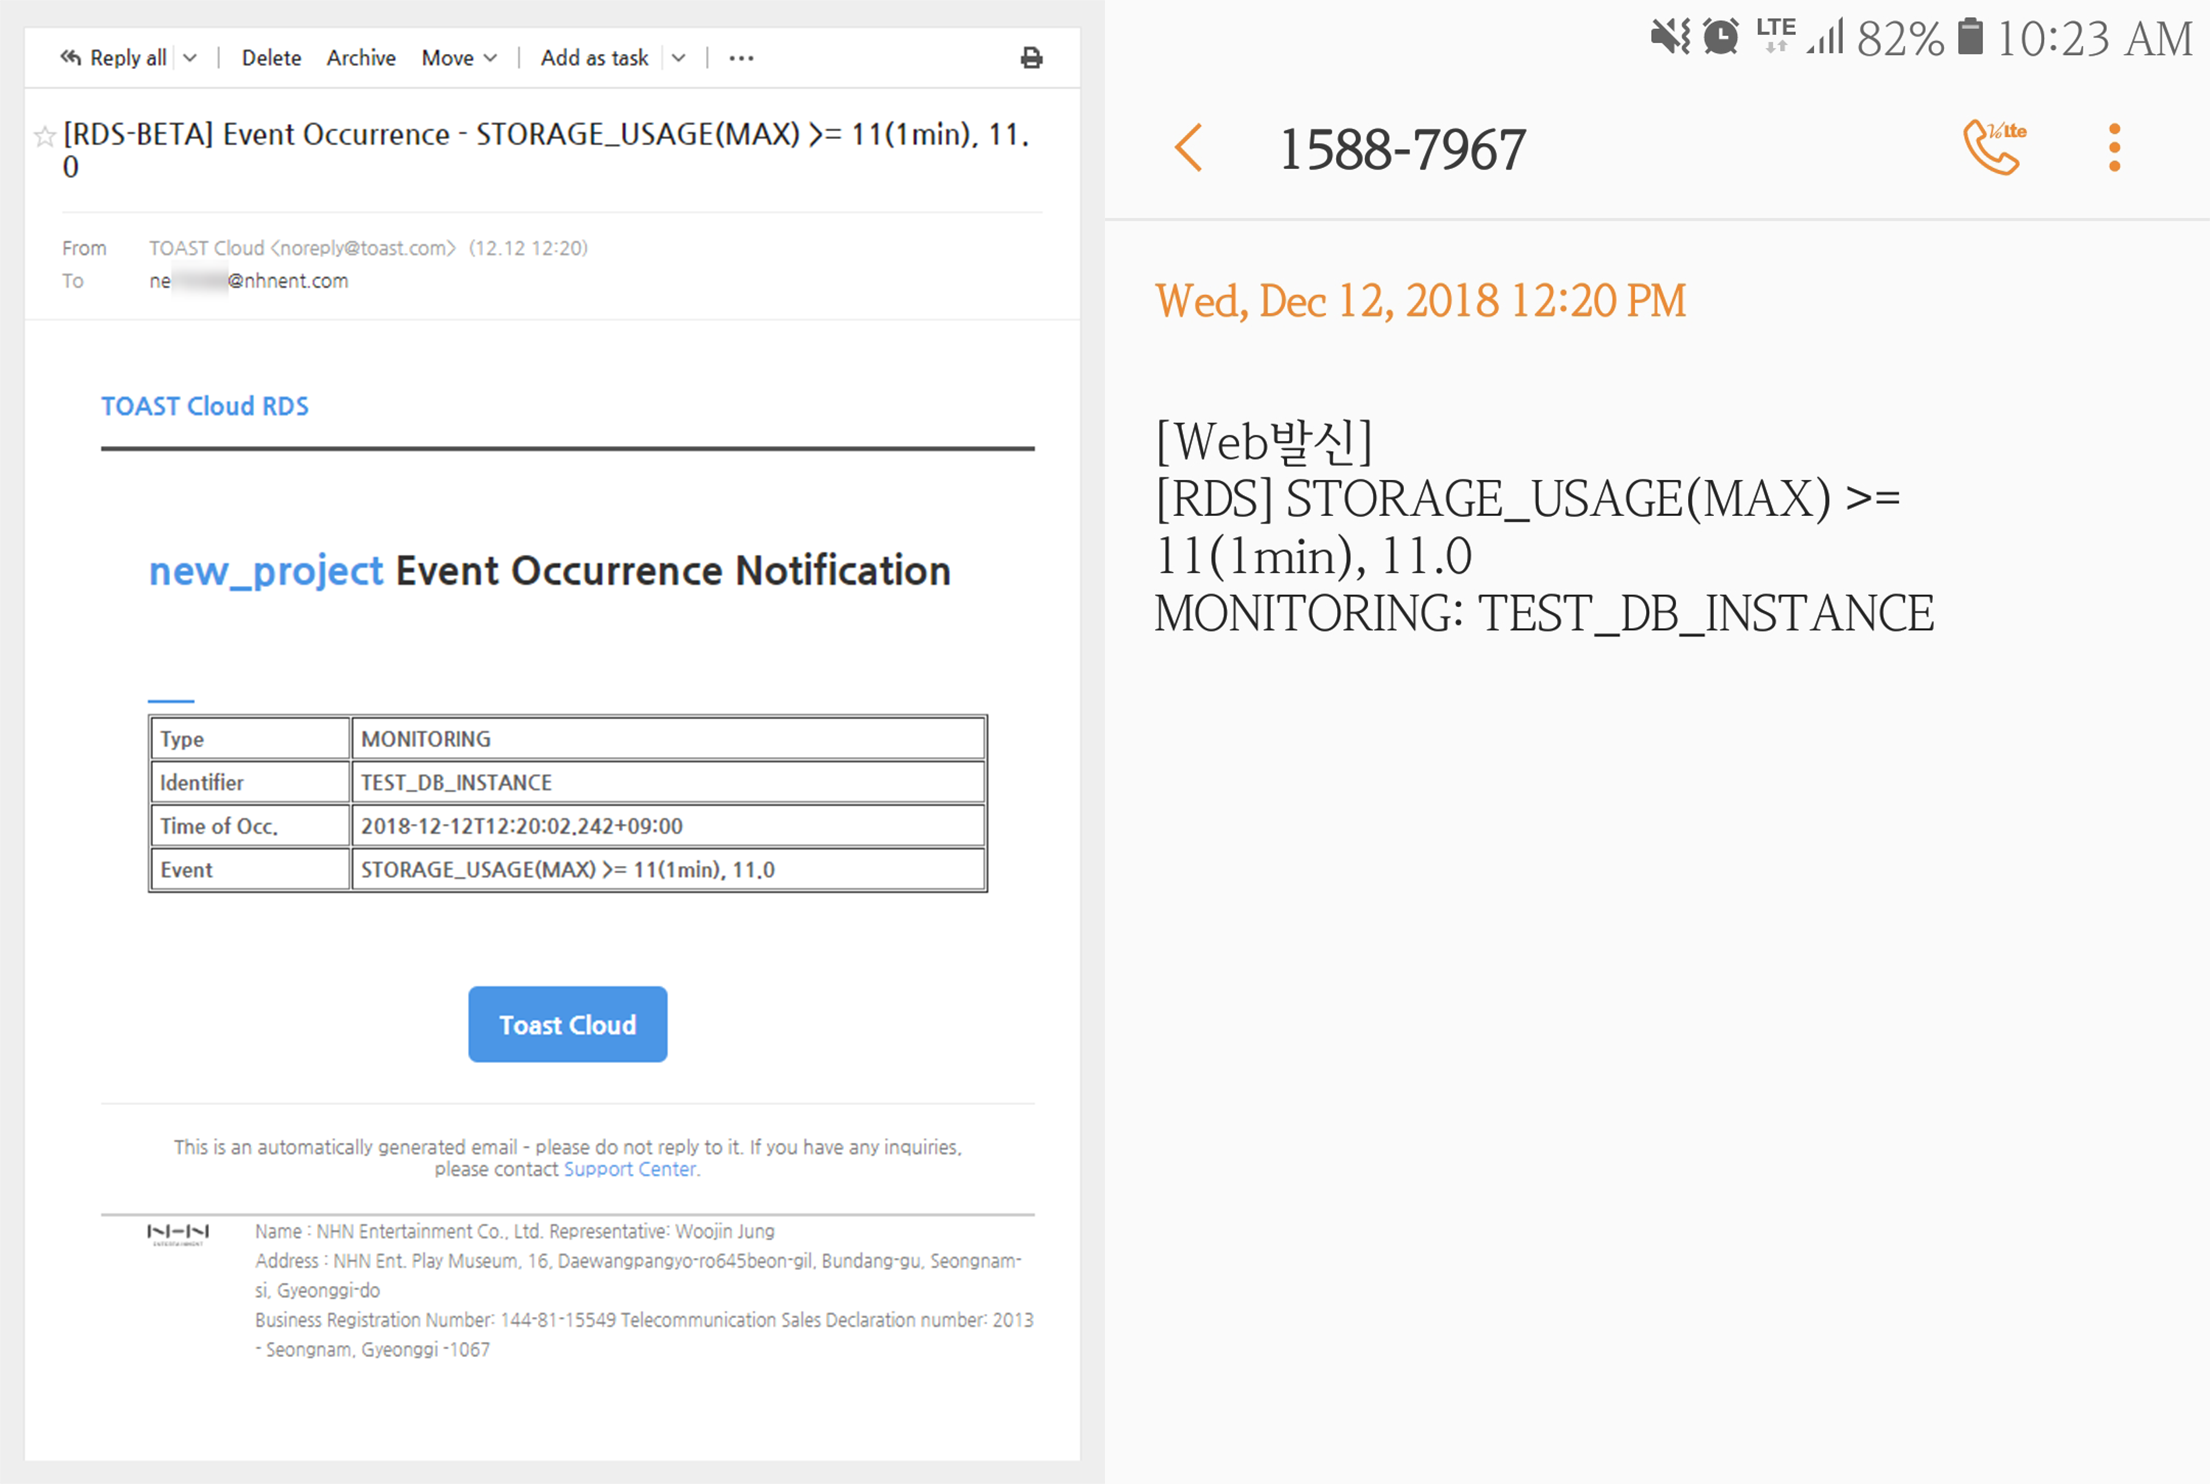 Reply all
Delete
Archive
Move
Add as task
[RDS-BETA] Event Occurrence - STORAGE_USAGE(MAX) >= 11(1min), 11.
0
From TOAST Cloud <noreply@toast.com> (12.12 12:20)
To ne @nhnent.com
TOAST Cloud RDS
new_project Event Occurrence Notification
Type MONITORING
Identifier TEST_DB_INSTANCE
Time of Occ. 2018-12-12T12:20:02.242+09:00
Event STORAGE_USAGE(MAX) >= 11(1min), 11.0
Toast Cloud
This is an automatically generated email - please do not reply to it. If you have any inquiries,
please contact Support Center.
NHN
ENTERTAINMENT
Name : NHN Entertainment Co., Ltd. Representative: Woojin Jung
Address : NHN Ent. Play Museum, 16, Daewangpangyo-ro645beon-gil, Bundang-gu, Seongnam-
si, Gyeonggi-do
Business Registration Number: 144-81-15549 Telecommunication Sales Declaration number: 2013
- Seongnam, Gyeonggi -1067
LTE 82% 10:23 AM
1588-7967
VoLte
Wed, Dec 12, 2018 12:20 PM
[Web발신]
[RDS] STORAGE_USAGE(MAX) >=
11(1min), 11.0
MONITORING: TEST_DB_INSTANCE